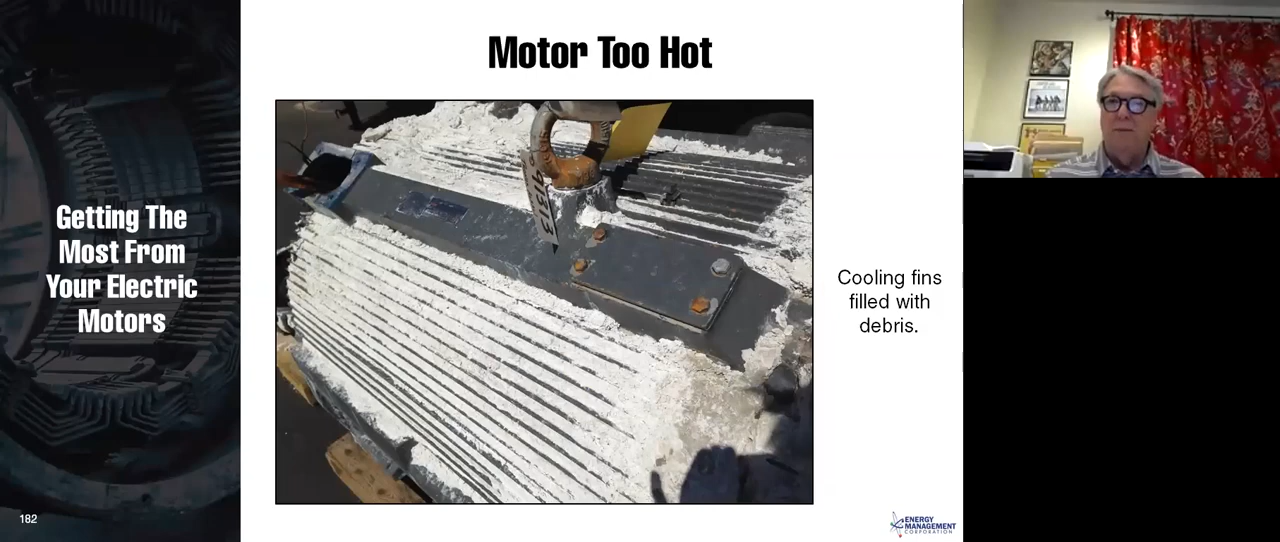 Motor Too Hot
Getting The
Most From
Your Electric
Motors
Cooling fins
filled with
debris.
182
ENERGY
MANAGEMENT
CORPORATION